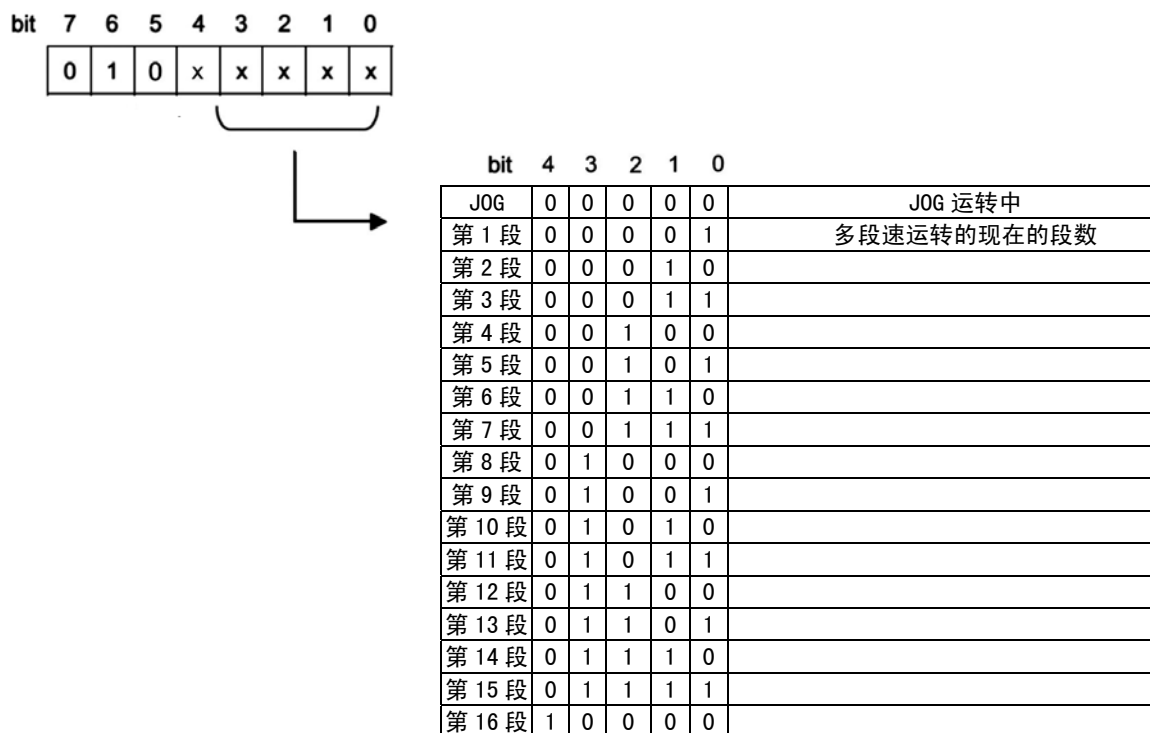 bit 7 6 5 4 3 2 1 0
0 1 0 x x x x x
bit 4 3 2 1 0
JOG 0 0 0 0 0 JOG 运转中
第 1 段 0 0 0 0 1 多段速运转的现在的段数
第 2 段 0 0 0 1 0
第 3 段 0 0 0 1 1
第 4 段 0 0 1 0 0
第 5 段 0 0 1 0 1
第 6 段 0 0 1 1 0
第 7 段 0 0 1 1 1
第 8 段 0 1 0 0 0
第 9 段 0 1 0 0 1
第 10 段 0 1 0 1 0
第 11 段 0 1 0 1 1
第 12 段 0 1 1 0 0
第 13 段 0 1 1 0 1
第 14 段 0 1 1 1 0
第 15 段 0 1 1 1 1
第 16 段 1 0 0 0 0